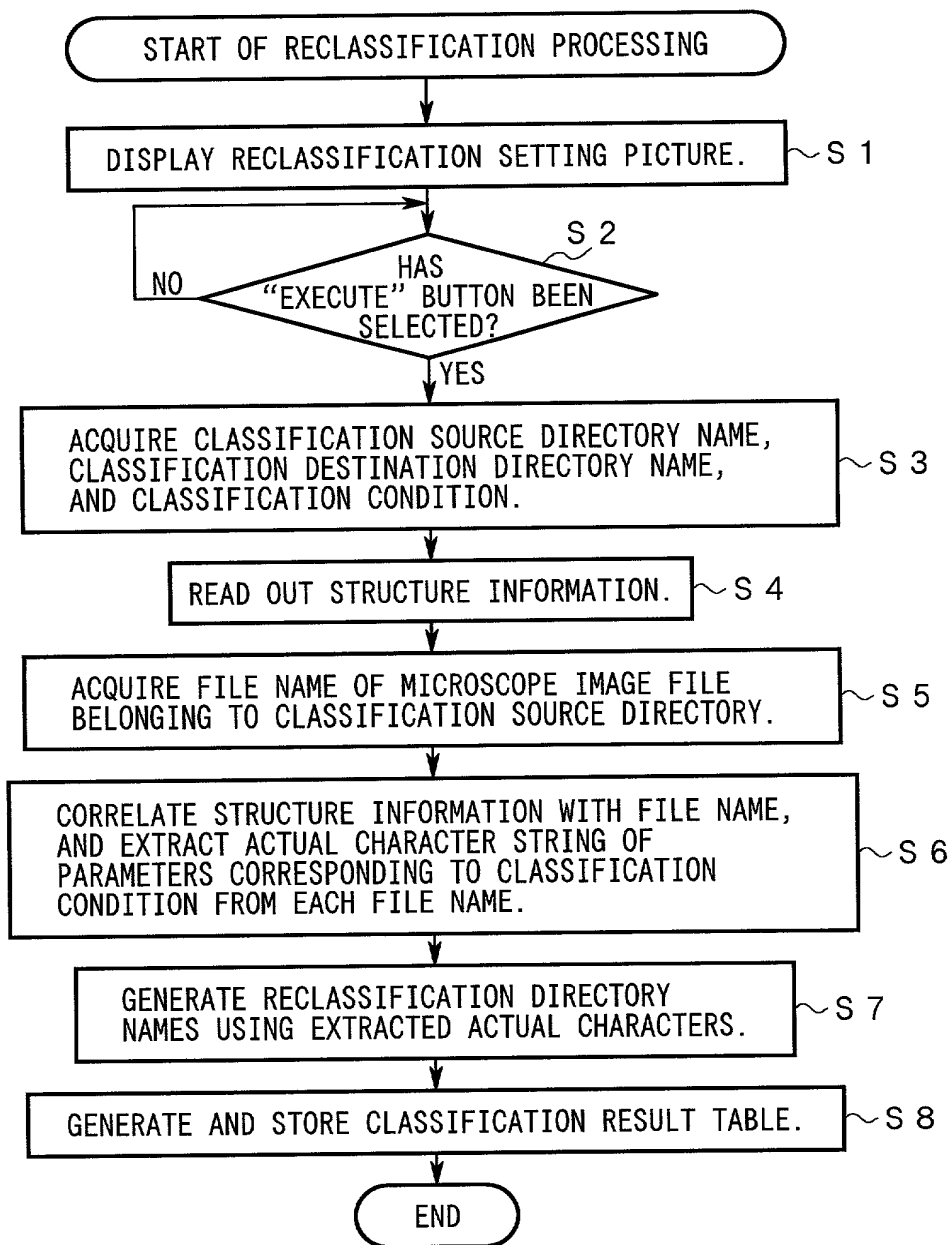 START OF RECLASSIFICATION PROCESSING
DISPLAY RECLASSIFICATION SETTING PICTURE.
S 1
S 2
HAS
“EXECUTE” BUTTON BEEN
SELECTED?
NO
YES
ACQUIRE CLASSIFICATION SOURCE DIRECTORY NAME,
CLASSIFICATION DESTINATION DIRECTORY NAME,
AND CLASSIFICATION CONDITION.
S 3
READ OUT STRUCTURE INFORMATION.
S 4
ACQUIRE FILE NAME OF MICROSCOPE IMAGE FILE
BELONGING TO CLASSIFICATION SOURCE DIRECTORY.
S 5
CORRELATE STRUCTURE INFORMATION WITH FILE NAME,
AND EXTRACT ACTUAL CHARACTER STRING OF
PARAMETERS CORRESPONDING TO CLASSIFICATION
CONDITION FROM EACH FILE NAME.
S 6
GENERATE RECLASSIFICATION DIRECTORY
NAMES USING EXTRACTED ACTUAL CHARACTERS.
S 7
GENERATE AND STORE CLASSIFICATION RESULT TABLE.
S 8
END